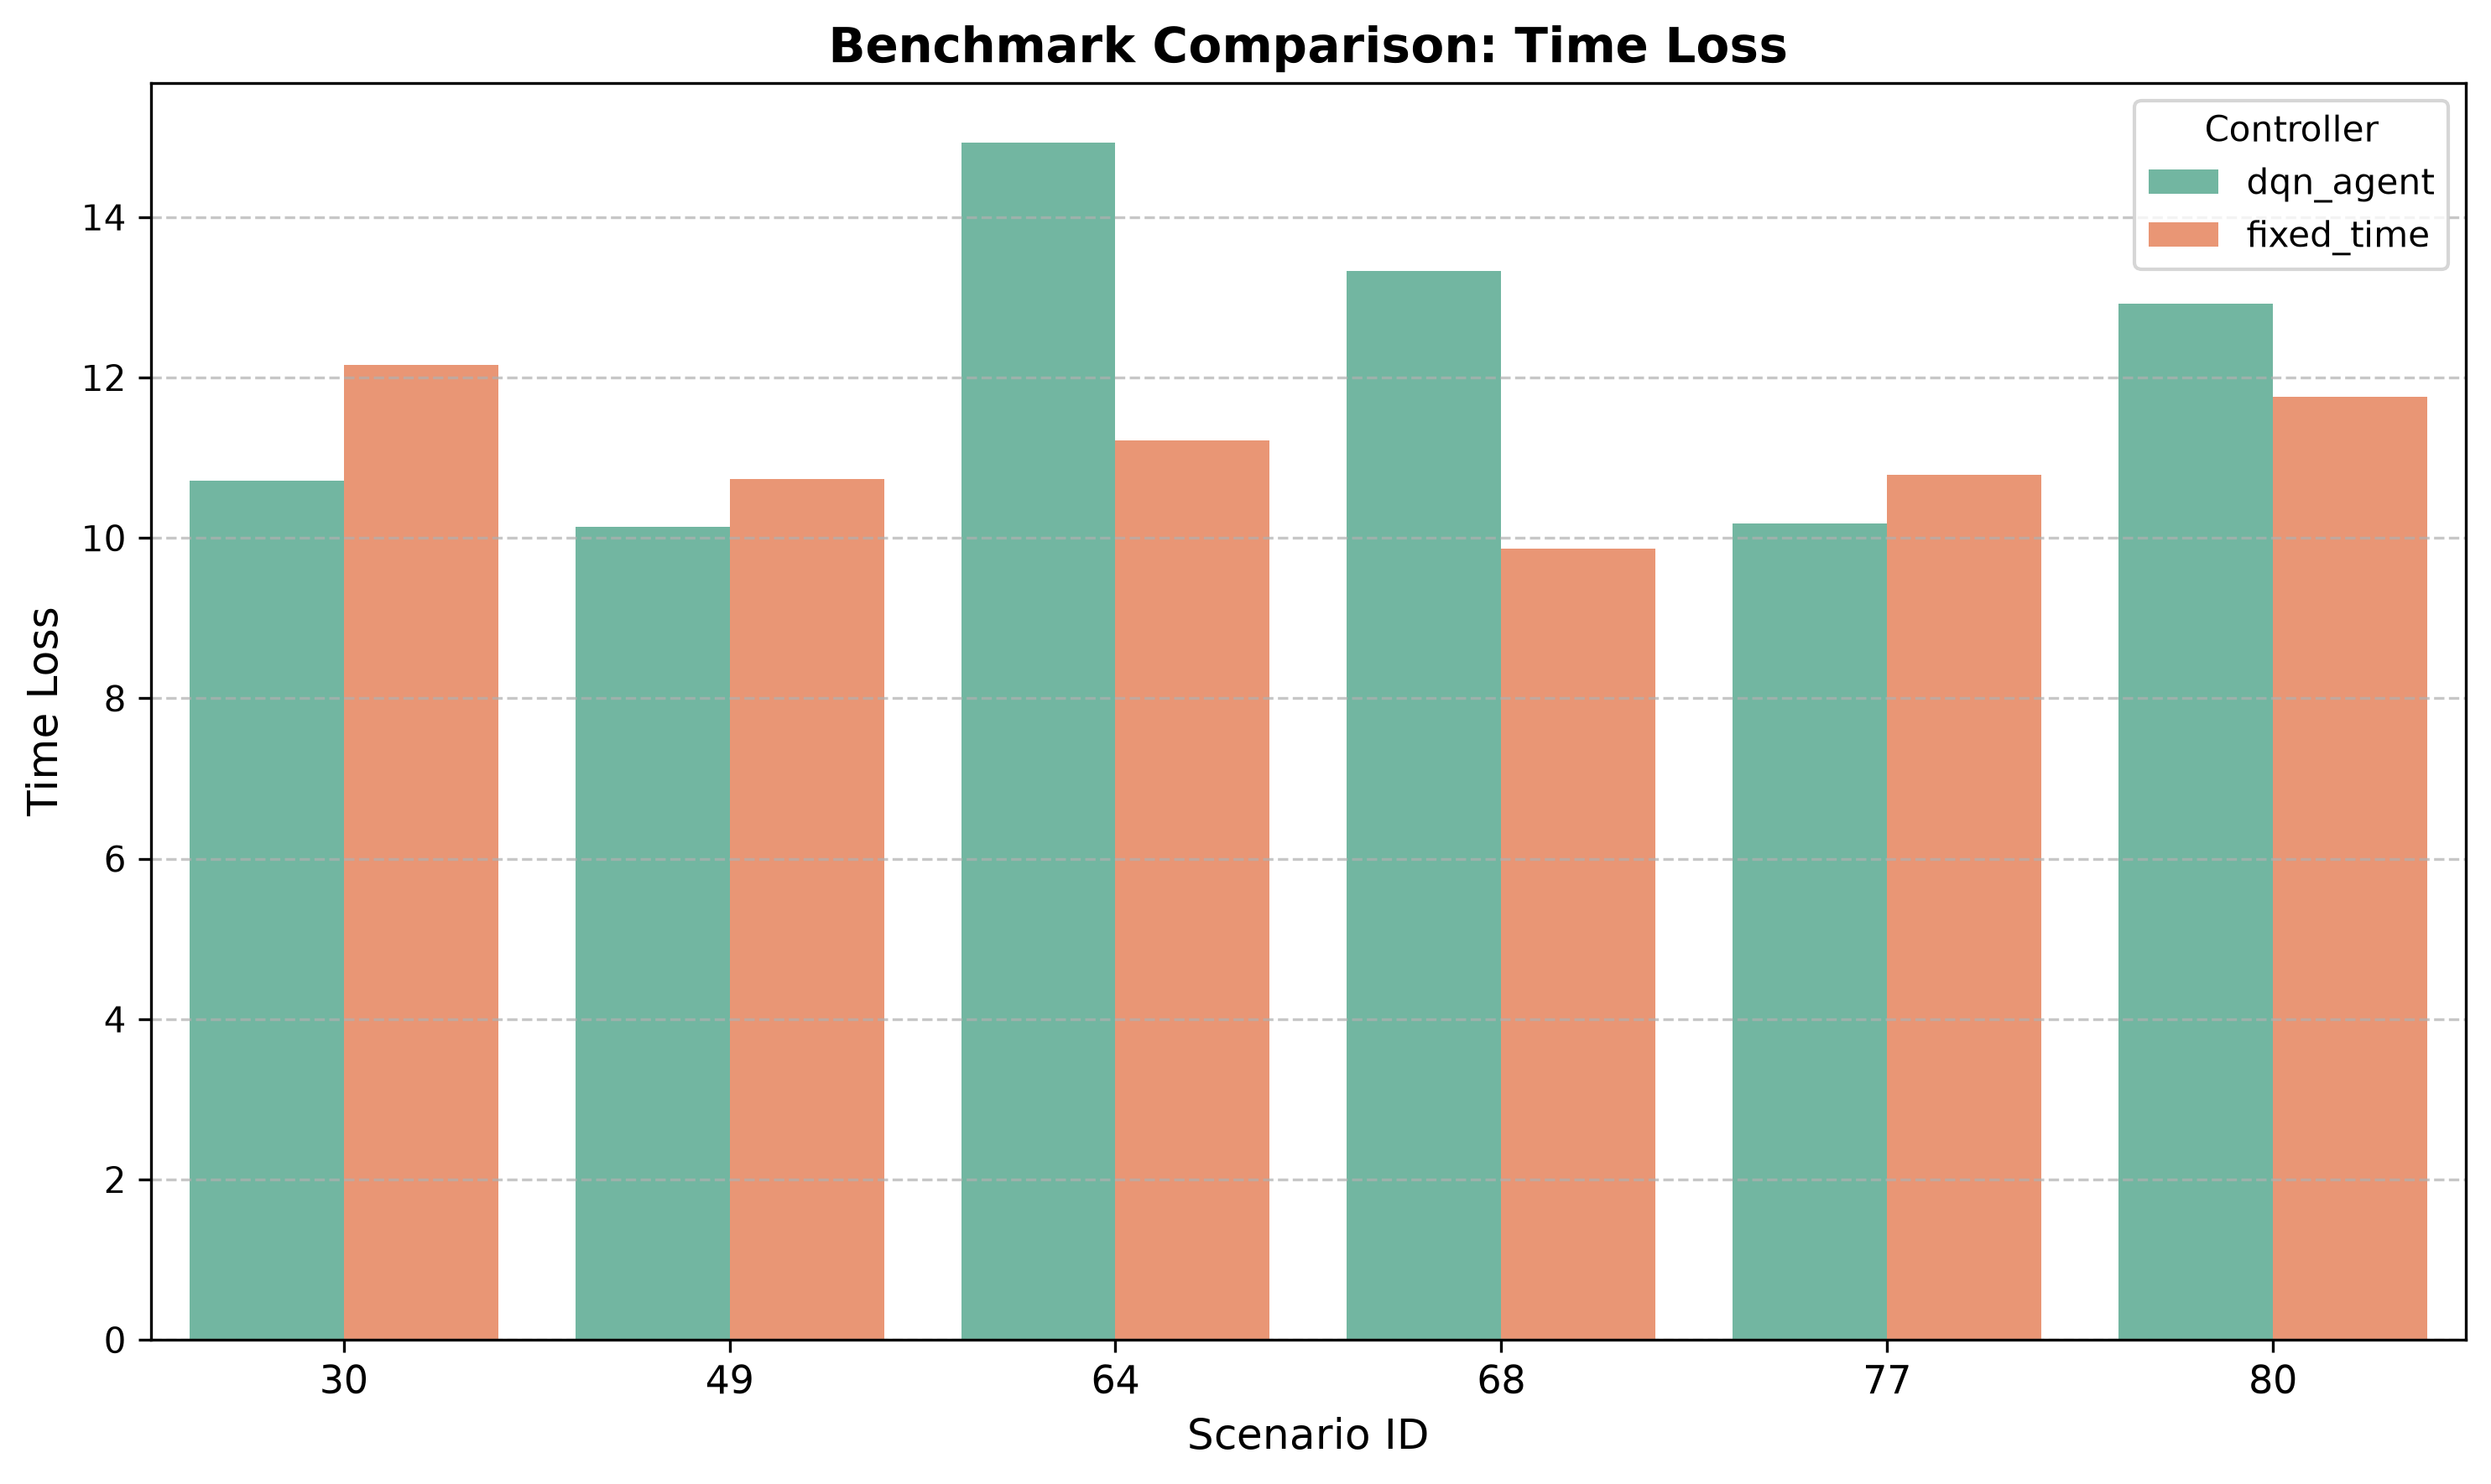 Benchmark Comparison: Time Loss
Controller
dqn_agent
fixed_time
Time Loss
14
12
10
8
6
4
2
0
30 49 64 68 77 80
Scenario ID